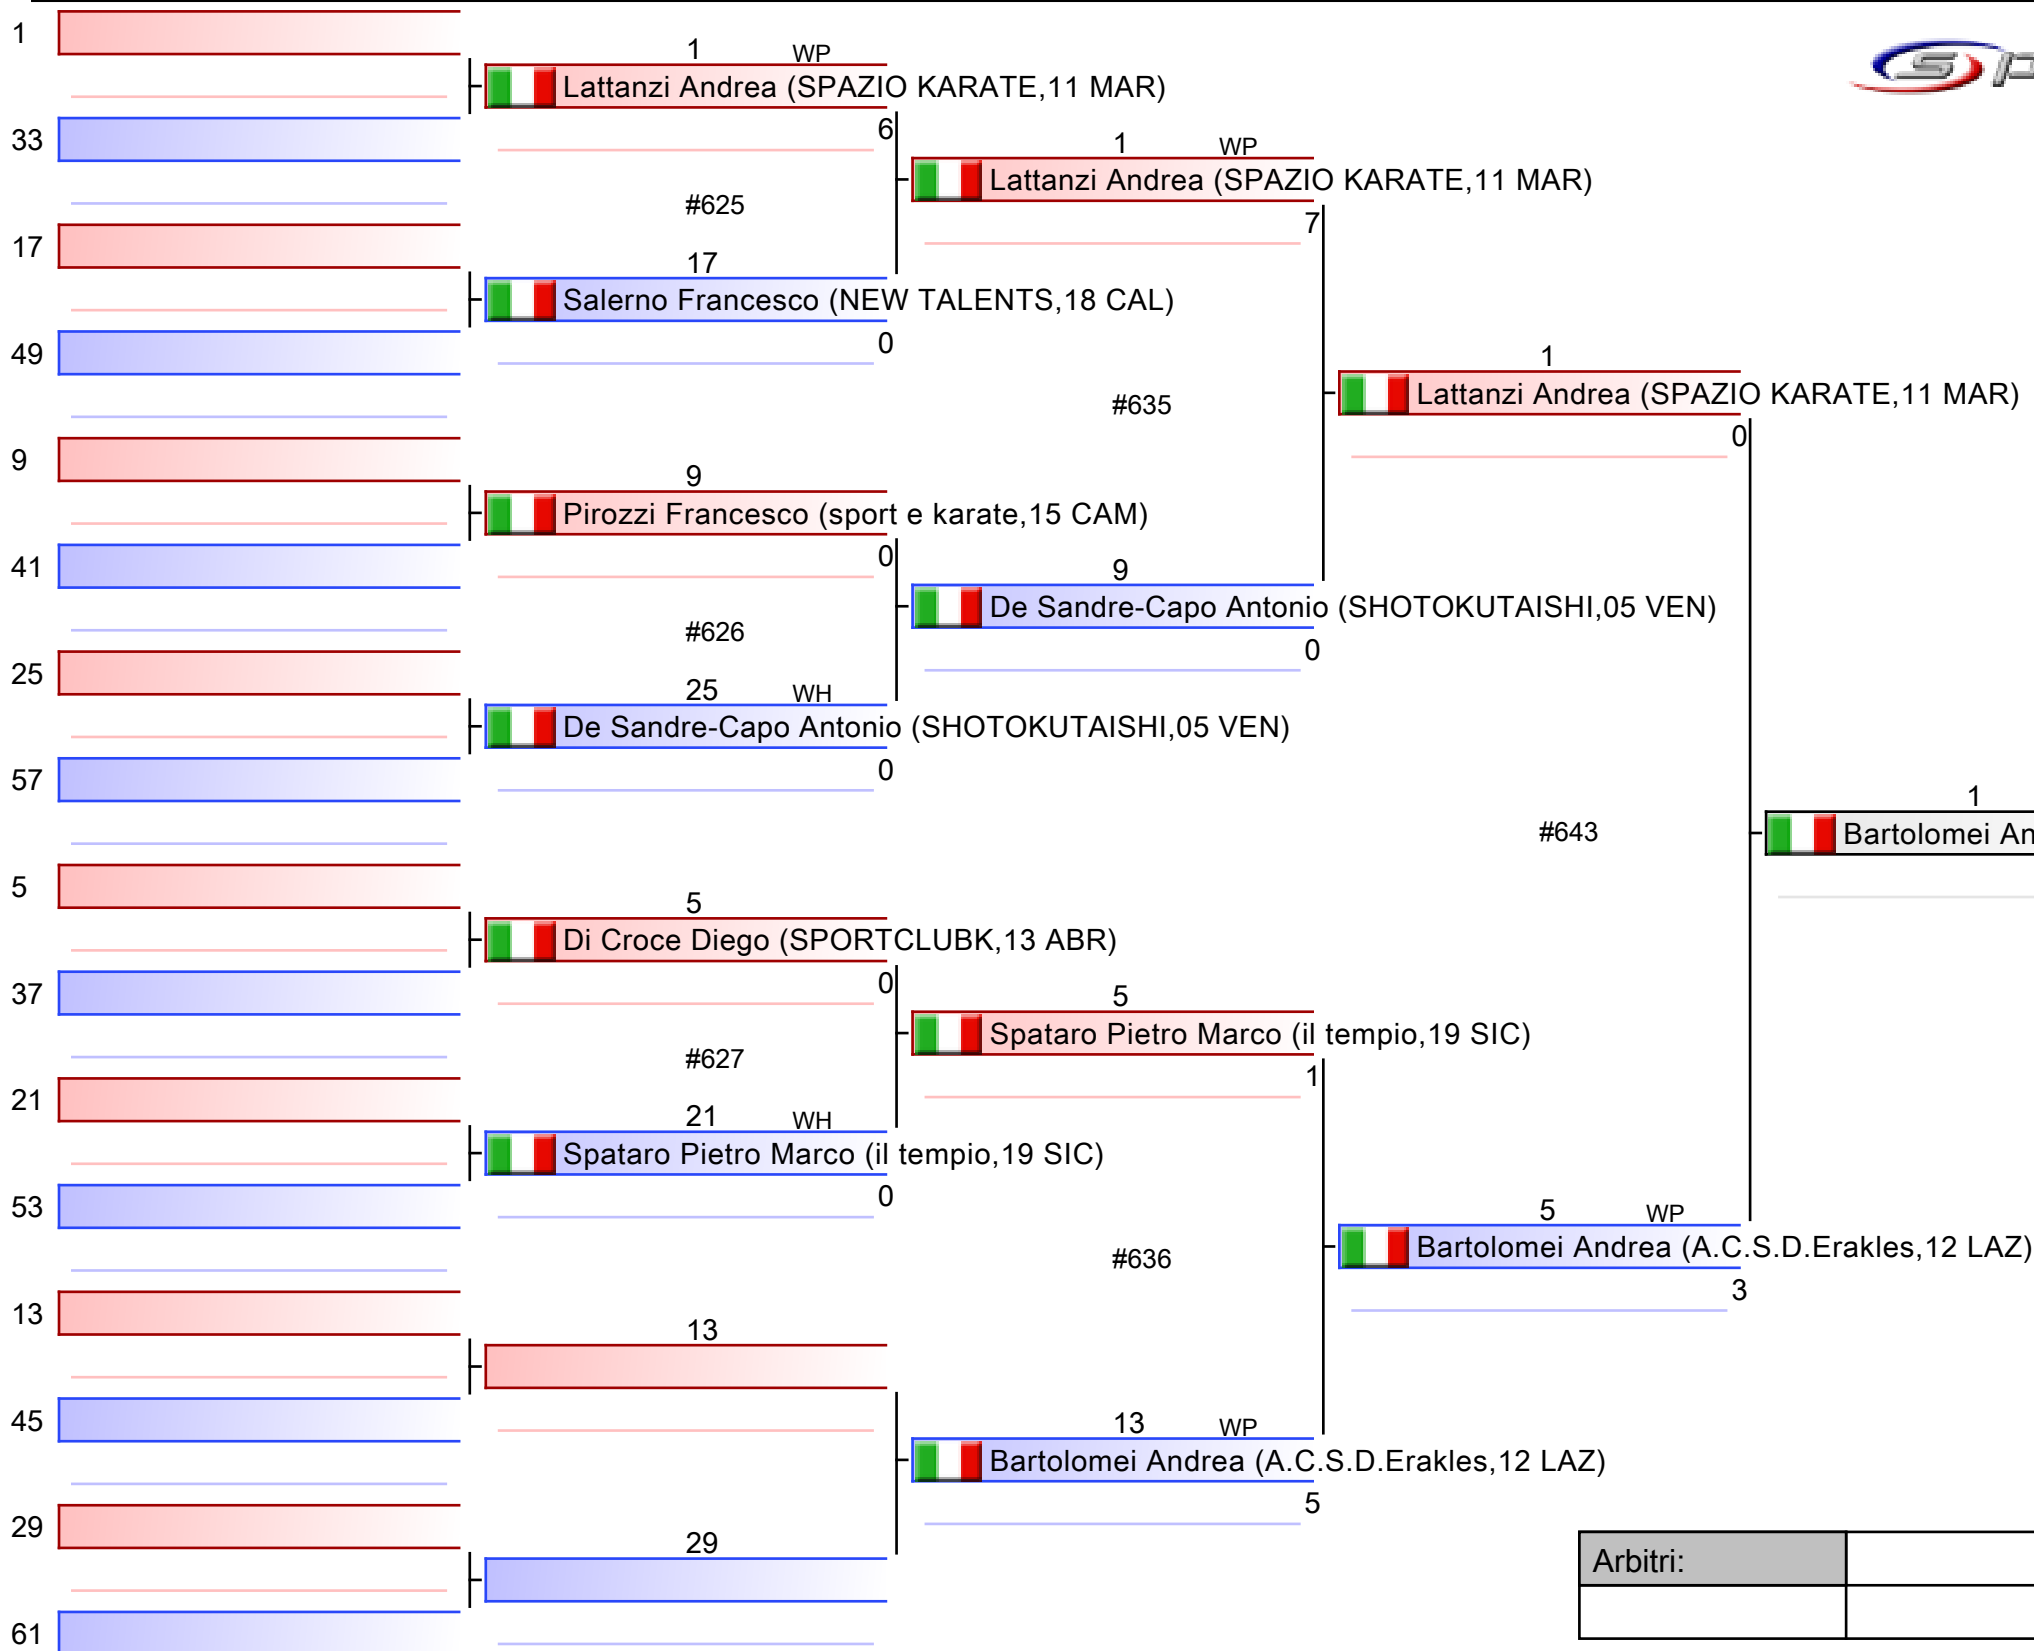 1
1 WP
Lattanzi Andrea (SPAZIO KARATE,11 MAR)
6
33
1 WP
Lattanzi Andrea (SPAZIO KARATE,11 MAR)
7
#625
17
17
Salerno Francesco (NEW TALENTS,18 CAL)
0
49
1
Lattanzi Andrea (SPAZIO KARATE,11 MAR)
0
#635
9
9
Pirozzi Francesco (sport e karate,15 CAM)
0
41
9
De Sandre-Capo Antonio (SHOTOKUTAISHI,05 VEN)
0
#626
25
25 WH
De Sandre-Capo Antonio (SHOTOKUTAISHI,05 VEN)
0
57
1
#643
Bartolomei An
5
5
Di Croce Diego (SPORTCLUBK,13 ABR)
0
37
5
Spataro Pietro Marco (il tempio,19 SIC)
1
#627
21
21 WH
Spataro Pietro Marco (il tempio,19 SIC)
0
53
5 WP
Bartolomei Andrea (A.C.S.D.Erakles,12 LAZ)
3
#636
13
13
45
13 WP
Bartolomei Andrea (A.C.S.D.Erakles,12 LAZ)
5
29
29
Arbitri:
61